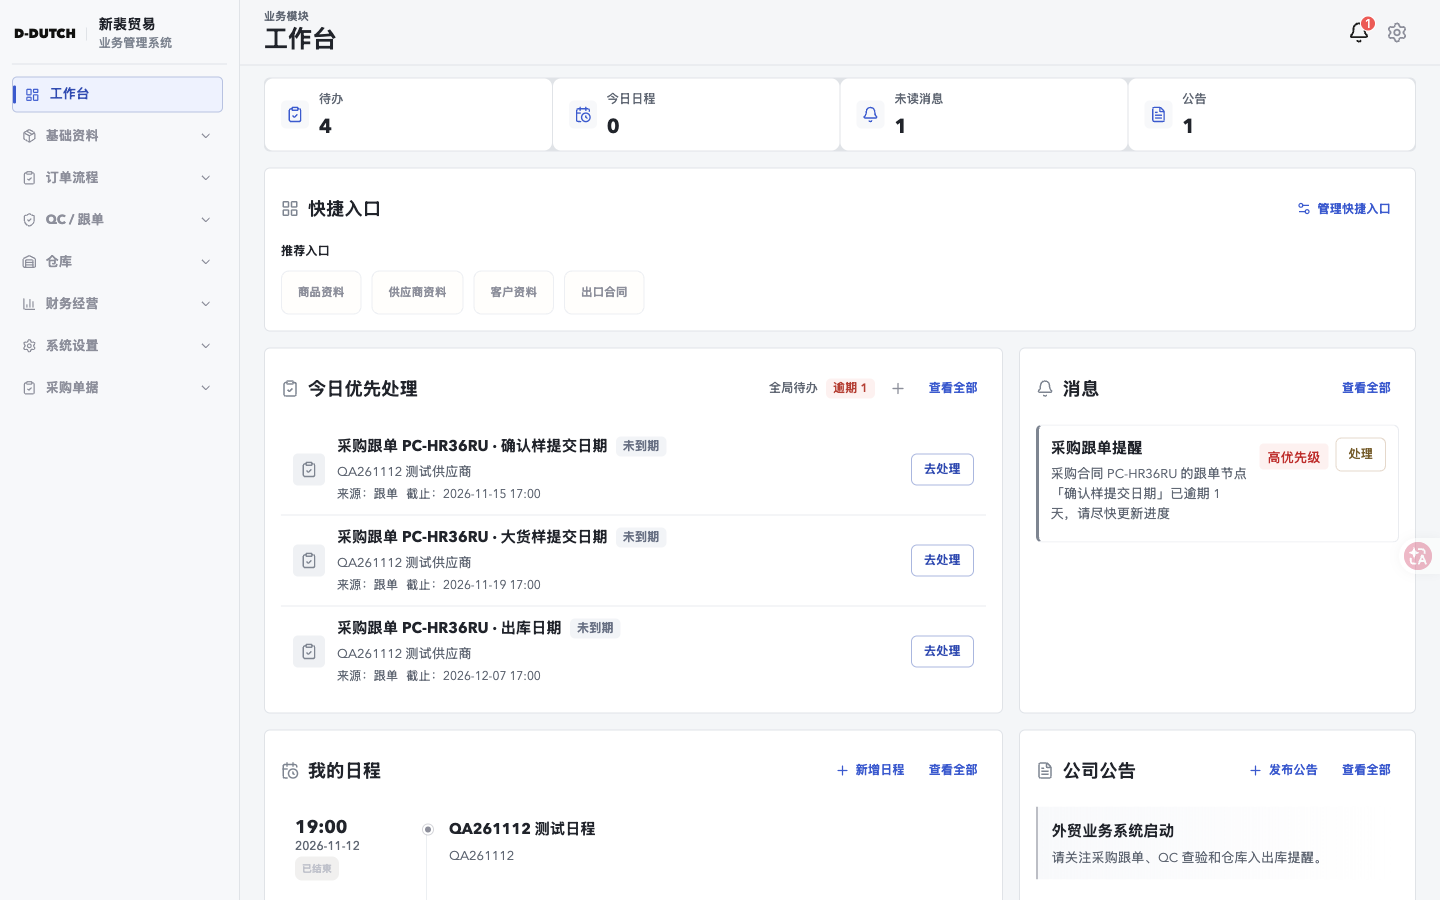 D-DUTCH
新裴贸易
业务管理系统
工作台
基础资料
订单流程
QC / 跟单
仓库
财务经营
系统设置
采购单据
业务模块
工作台
1
待办
4
今日日程
0
未读消息
1
公告
1
快捷入口
管理快捷入口
推荐入口
商品资料
供应商资料
客户资料
出口合同
今日优先处理
全局待办
逾期 1
查看全部
采购跟单 PC-HR36RU · 确认样提交日期
未到期
QA261112 测试供应商
来源：跟单 截止：2026-11-15 17:00
去处理
采购跟单 PC-HR36RU · 大货样提交日期
未到期
QA261112 测试供应商
来源：跟单 截止：2026-11-19 17:00
去处理
采购跟单 PC-HR36RU · 出库日期
未到期
QA261112 测试供应商
来源：跟单 截止：2026-12-07 17:00
去处理
消息
查看全部
采购跟单提醒
采购合同 PC-HR36RU 的跟单节点
「确认样提交日期」已逾期 1
天，请尽快更新进度
高优先级
处理
我的日程
新增日程
查看全部
19:00
2026-11-12
已结束
QA261112 测试日程
QA261112
公司公告
发布公告
查看全部
外贸业务系统启动
请关注采购跟单、QC 查验和仓库入出库提醒。